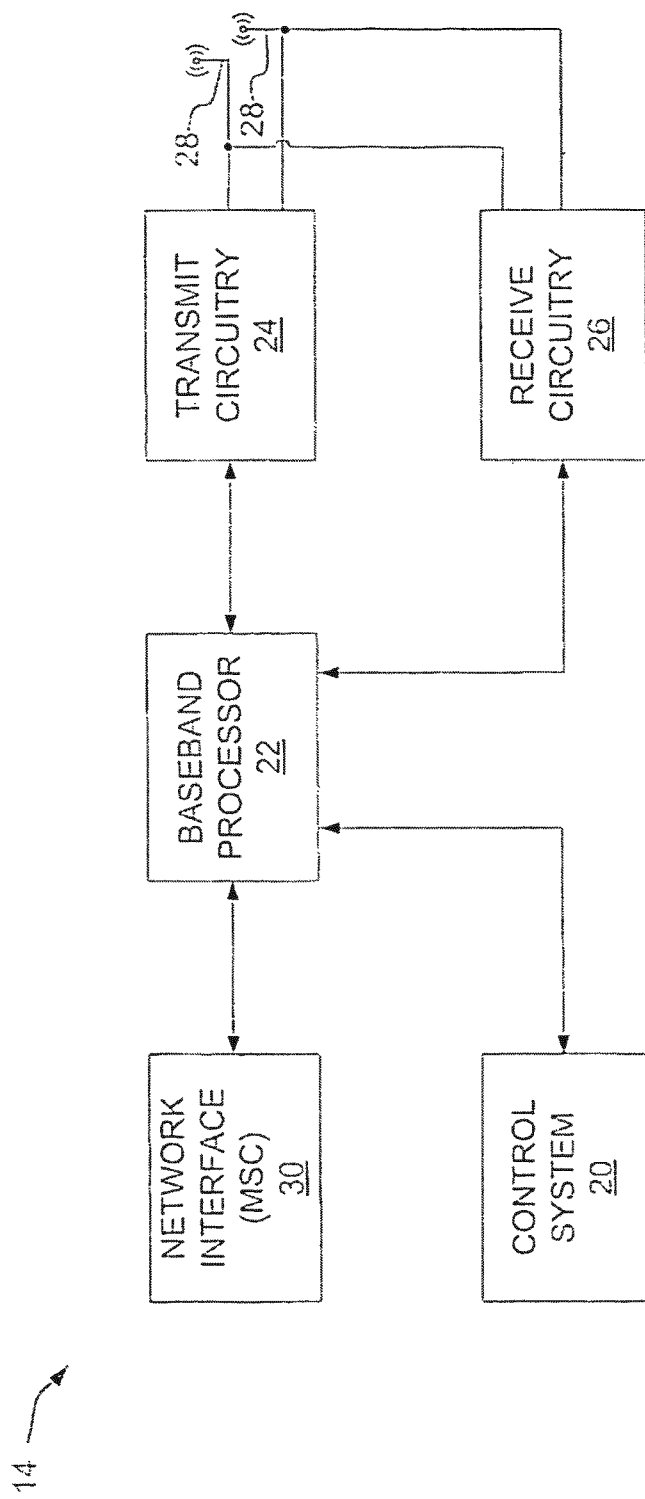 14
NETWORK
INTERFACE
(MSC)
30
BASEBAND
PROCESSOR
22
TRANSMIT
CIRCUITRY
24
28
28
CONTROL
SYSTEM
20
RECEIVE
CIRCUITRY
26